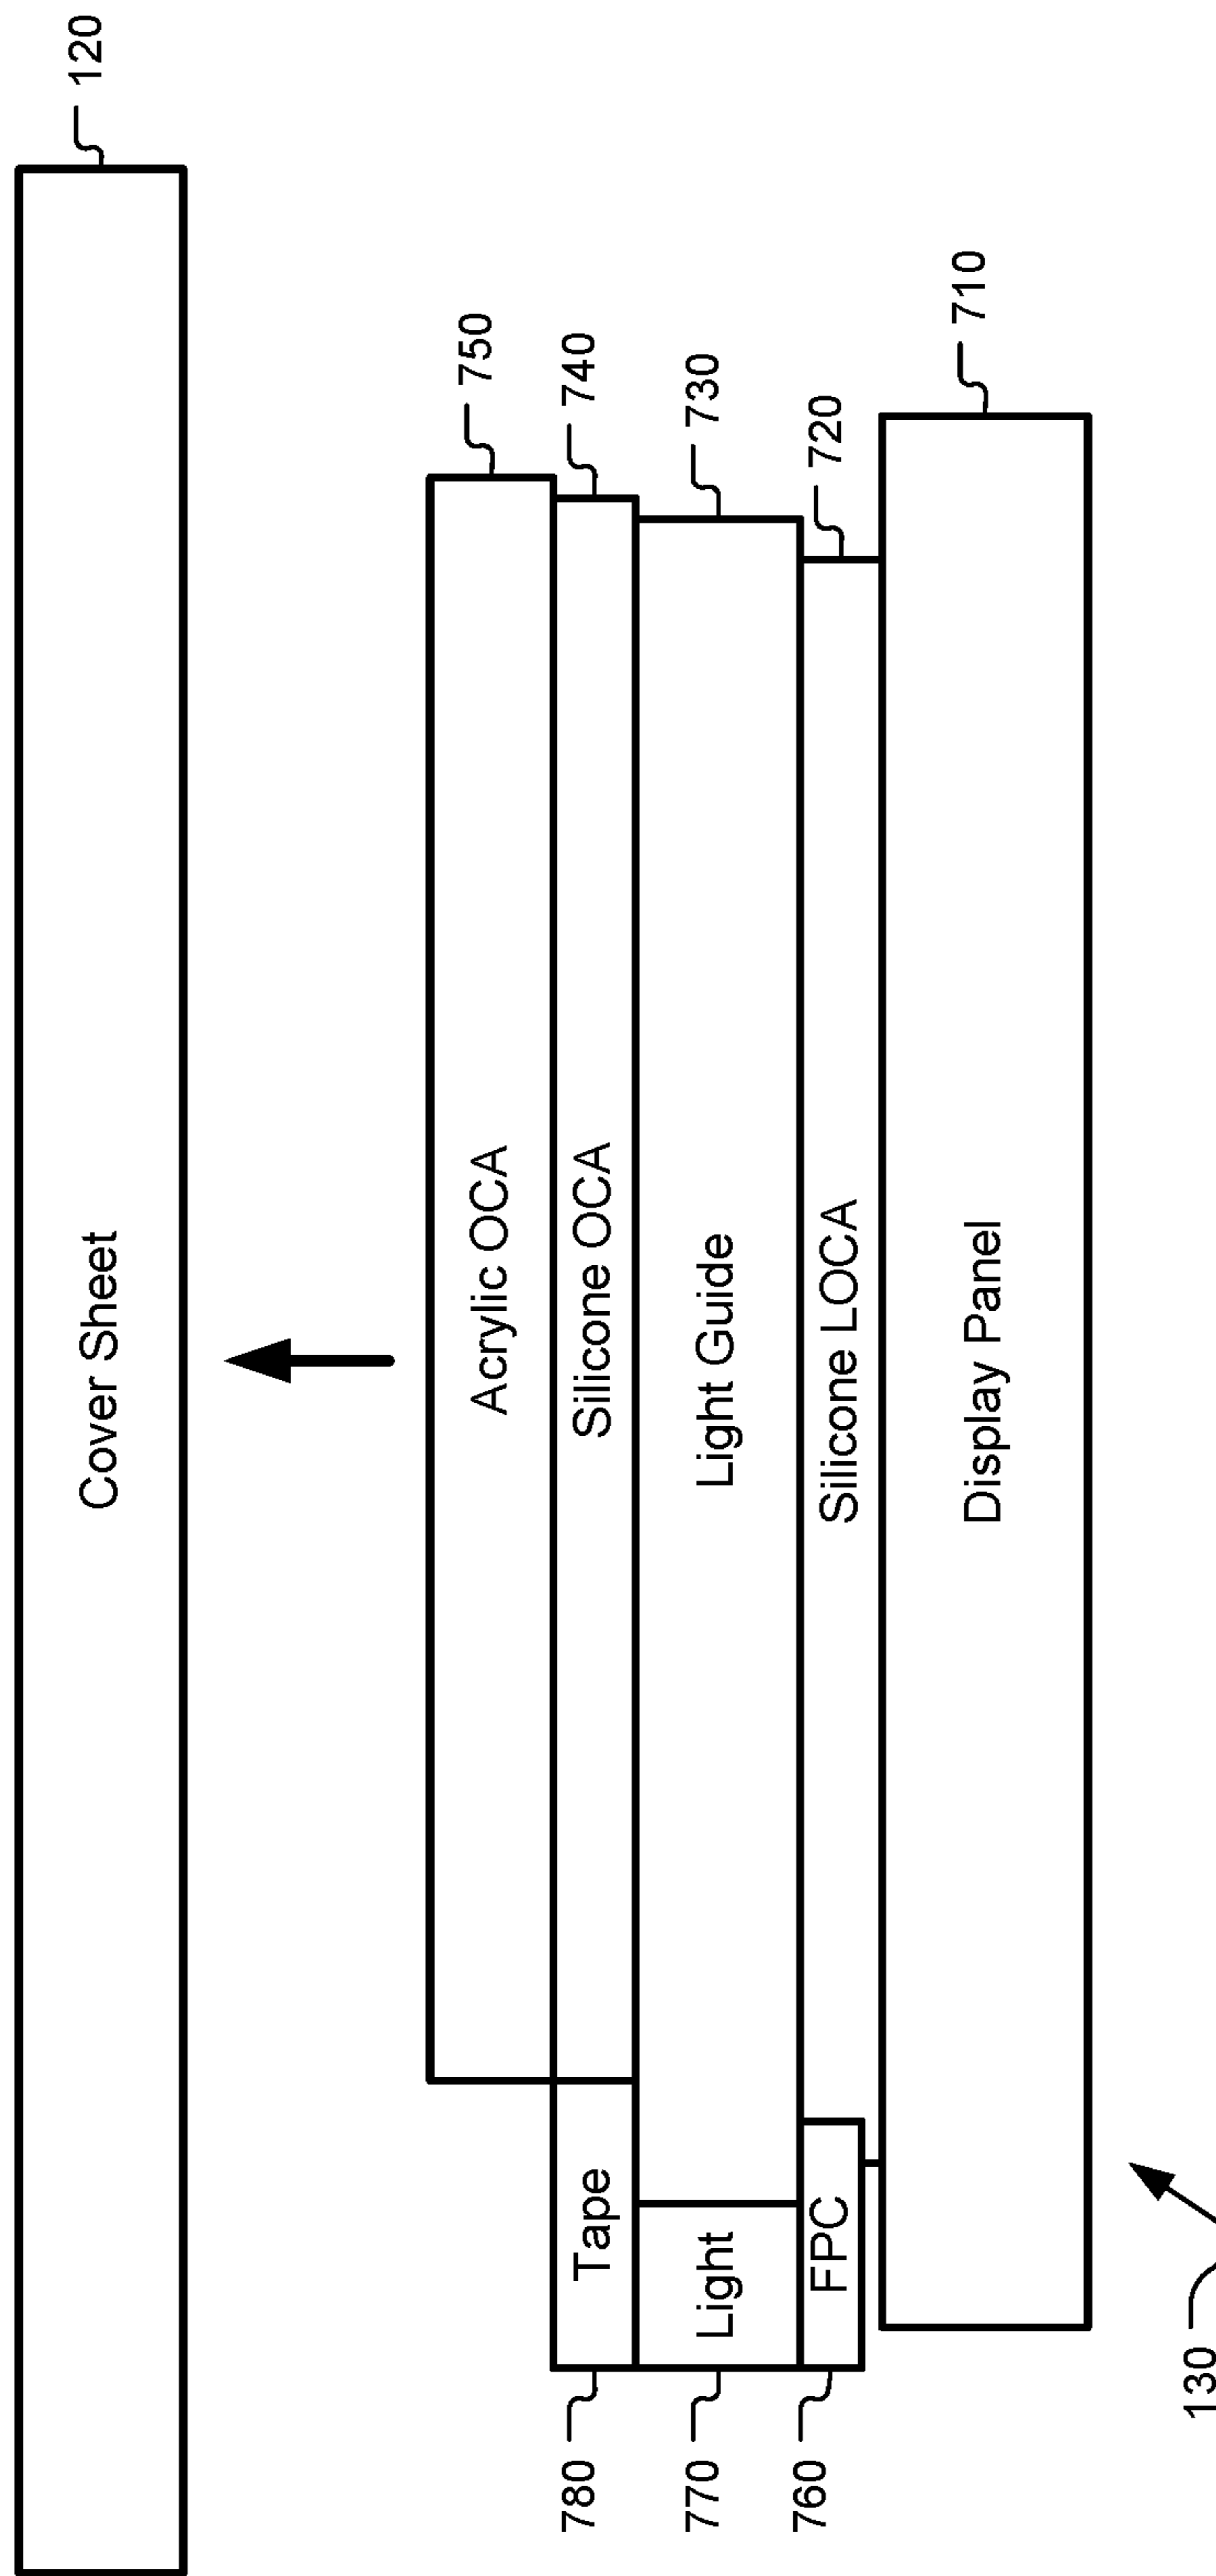 Cover Sheet
120
Acrylic OCA
750
Silicone OCA
740
Light Guide
730
Silicone LOCA
720
Display Panel
710
Tape
780
Light
770
FPC
760
130